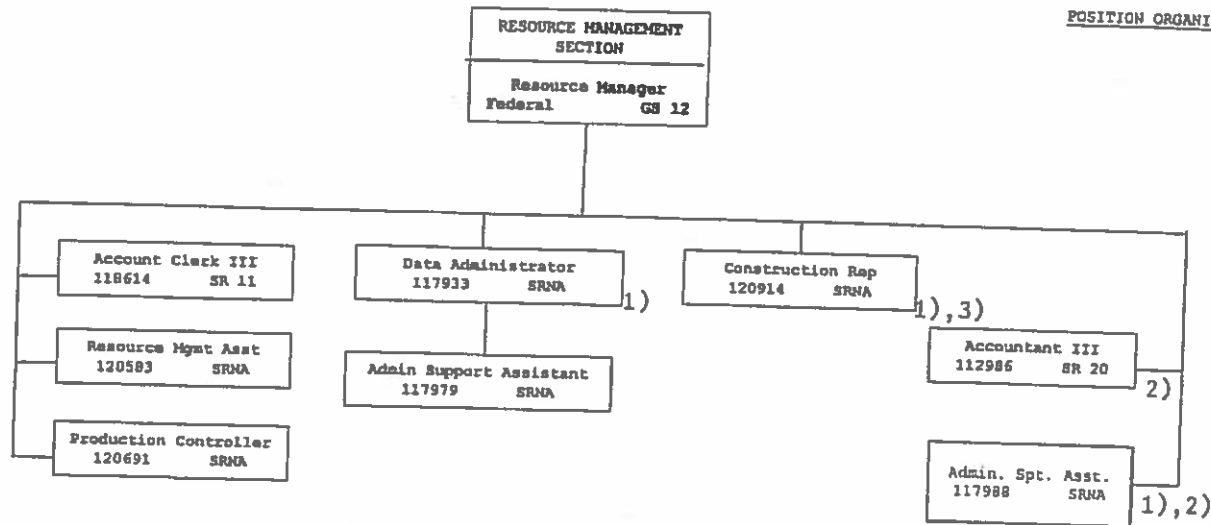 POSITION ORGANI
RESOURCE MANAGEMENT
SECTION
Resource Manager
Federal GS 12
Account Clerk III
118614 SR 11
Data Administrator
117933 SRNA
1)
Construction Rep
120914 SRNA
1),3)
Resource Mgmt Asst
120583 SRNA
Admin Support Assistant
117979 SRNA
Accountant III
112986 SR 20
2)
Production Controller
120691 SRNA
Admin. Spt. Asst.
117988 SRNA
1),2)